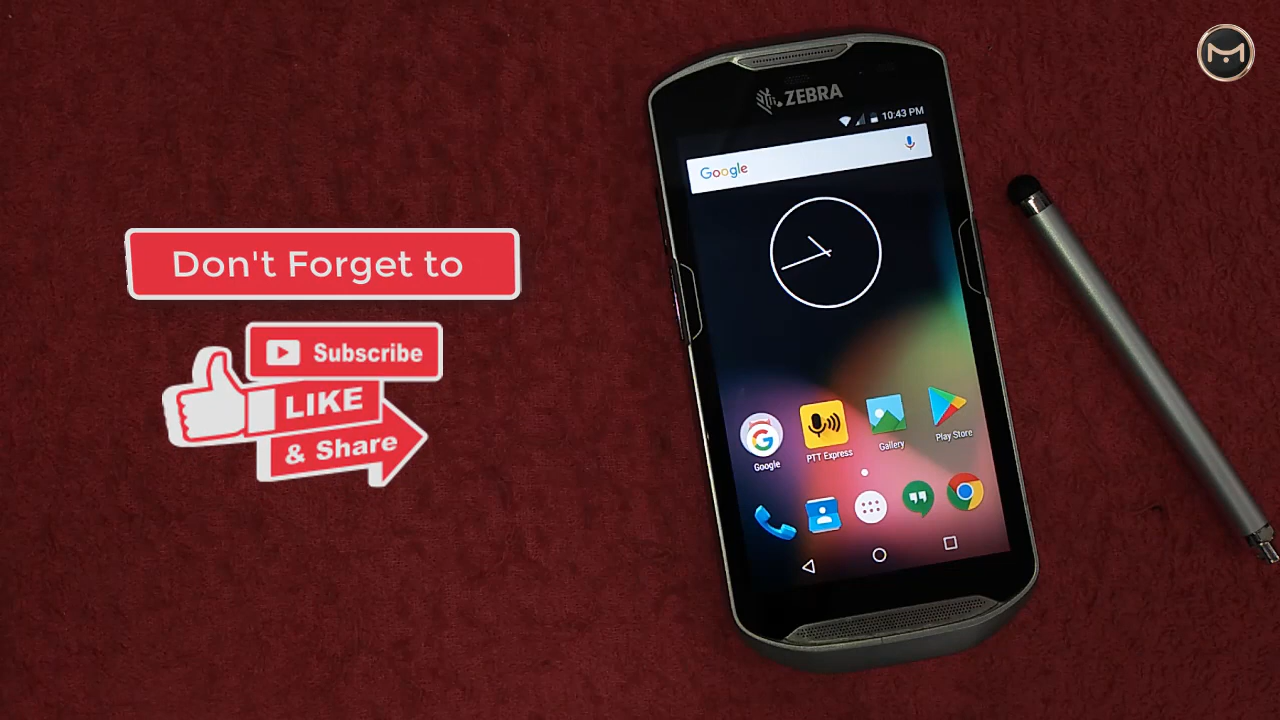 Don't Forget to
Subscribe
LIKE
& Share
ZEBRA
10:43 PM
Google
Google
PTT Express
Gallery
Play Store